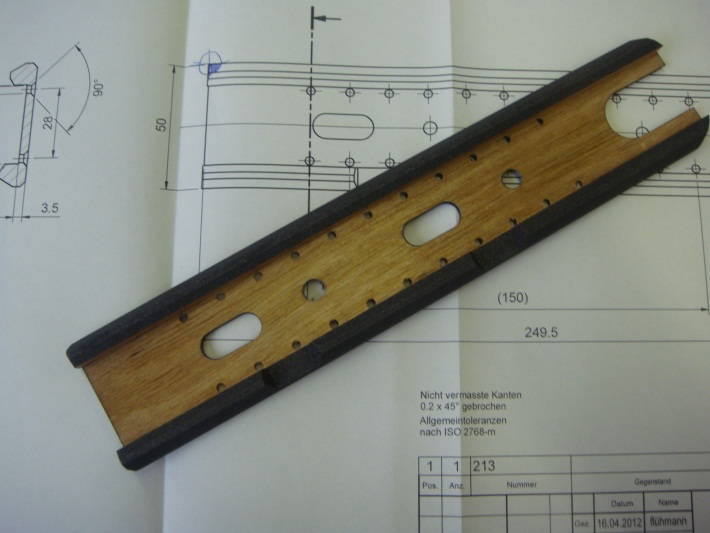 90°
28
50
3.5
(150)
249.5
Nicht vermasste Kanten
0.2 x 45° gebrochen
Allgemeintoleranzen
nach ISO 2768-m
1 1 213
Pos. Anz. Nummer Gegenstand
Datum Name
Gez. 16.04.2012 flühmann